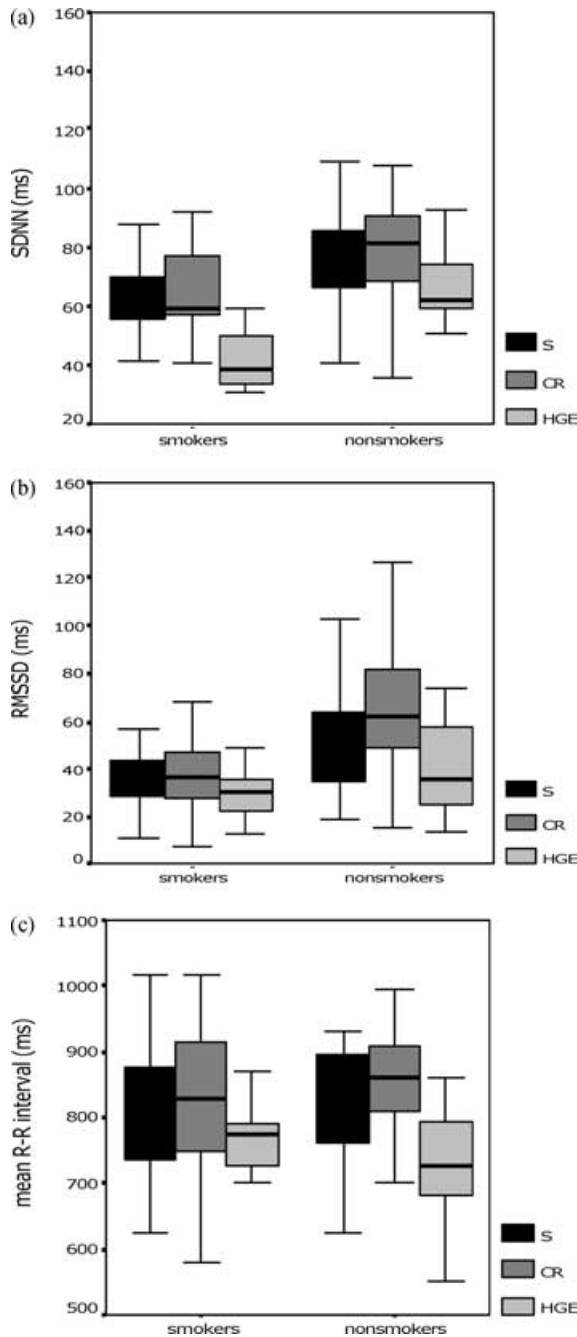 (a)
160
140
120
100
80
60
40
20
SDNN (ms)
smokers nonsmokers
S
CR
HGE
(b)
160
140
120
100
80
60
40
20
0
RMSSD (ms)
smokers nonsmokers
S
CR
HGE
(c)
1100
1000
900
800
700
600
500
mean R-R interval (ms)
smokers nonsmokers
S
CR
HGE